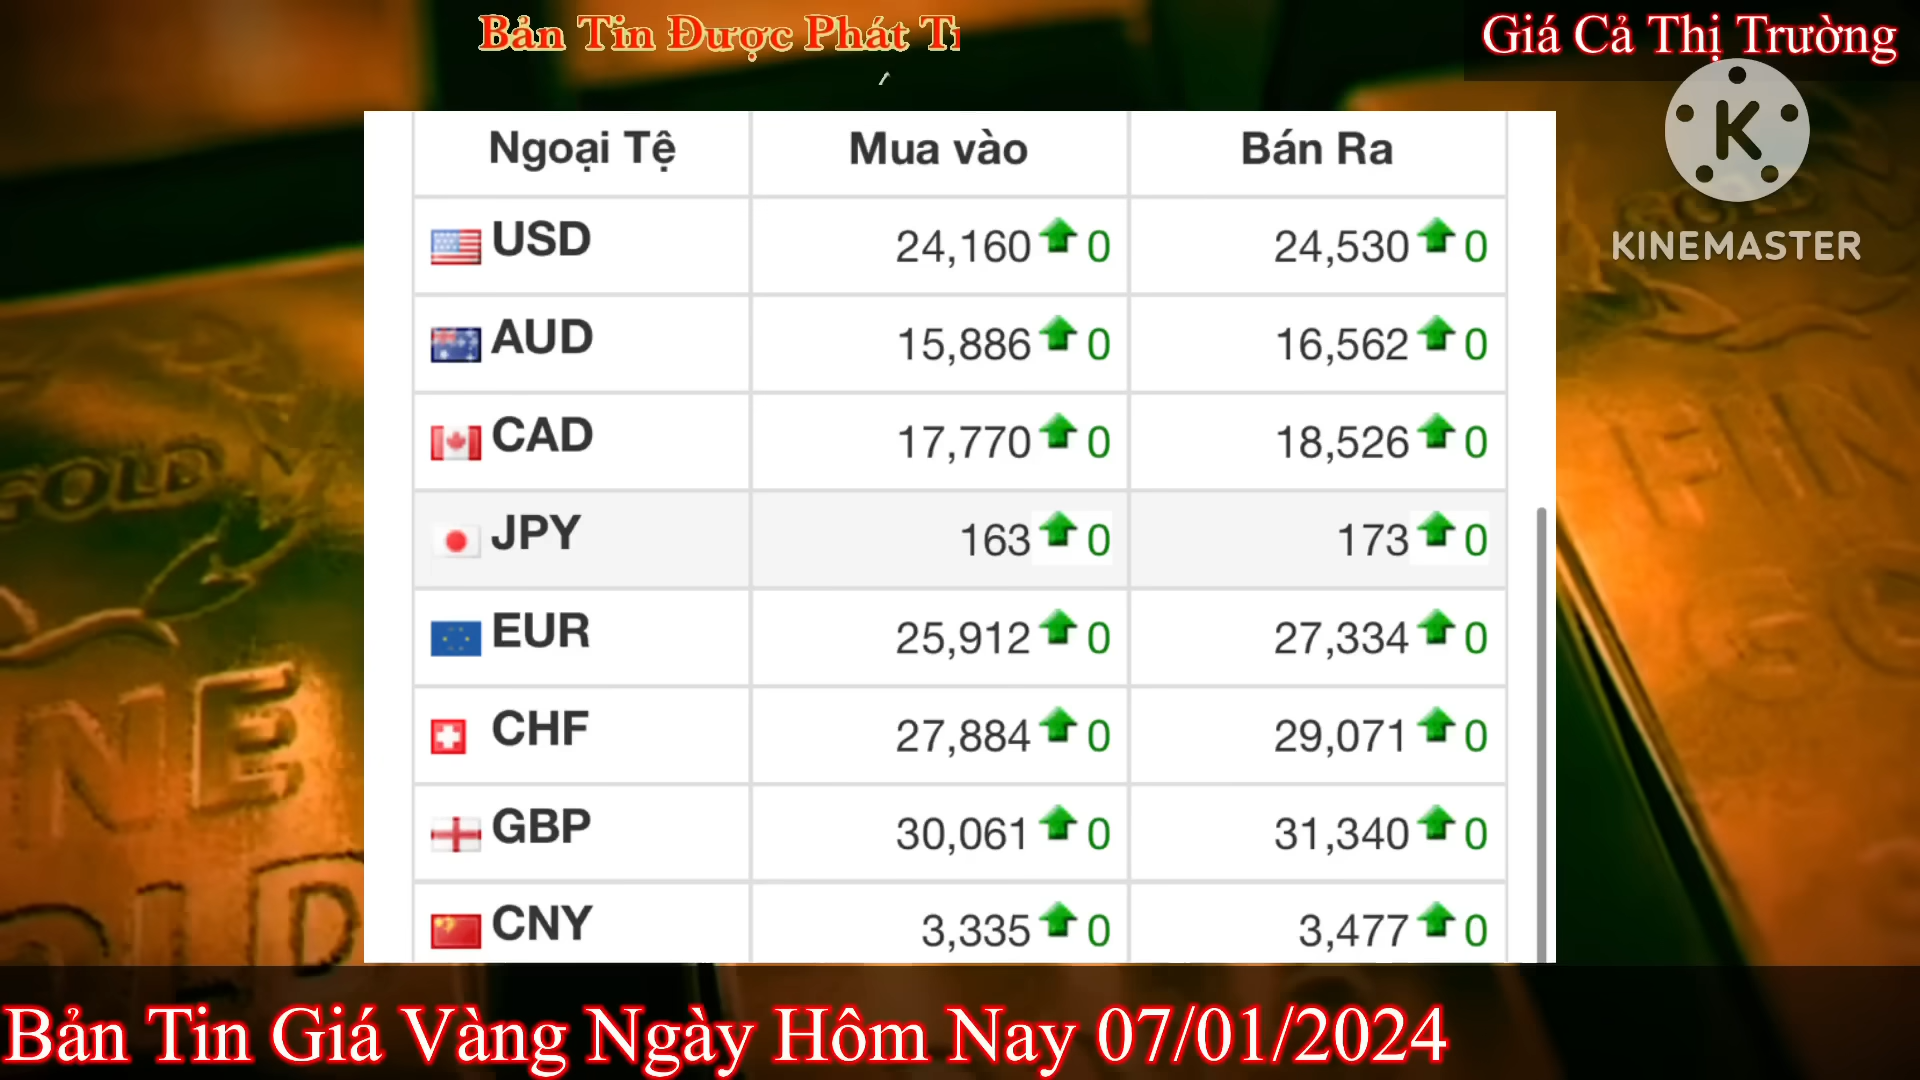 Bản Tin Được Phát
Giá Cả Thị Trường
K
KINEMASTER
Ngoại Tệ Mua vào Bán Ra
USD 24,160 0 24,530 0
AUD 15,886 0 16,562 0
CAD 17,770 0 18,526 0
JPY 163 0 173 0
EUR 25,912 0 27,334 0
CHF 27,884 0 29,071 0
GBP 30,061 0 31,340 0
CNY 3,335 0 3,477 0
GOLD
NE
GOLD
FIN
Bản Tin Giá Vàng Ngày Hôm Nay 07/01/2024